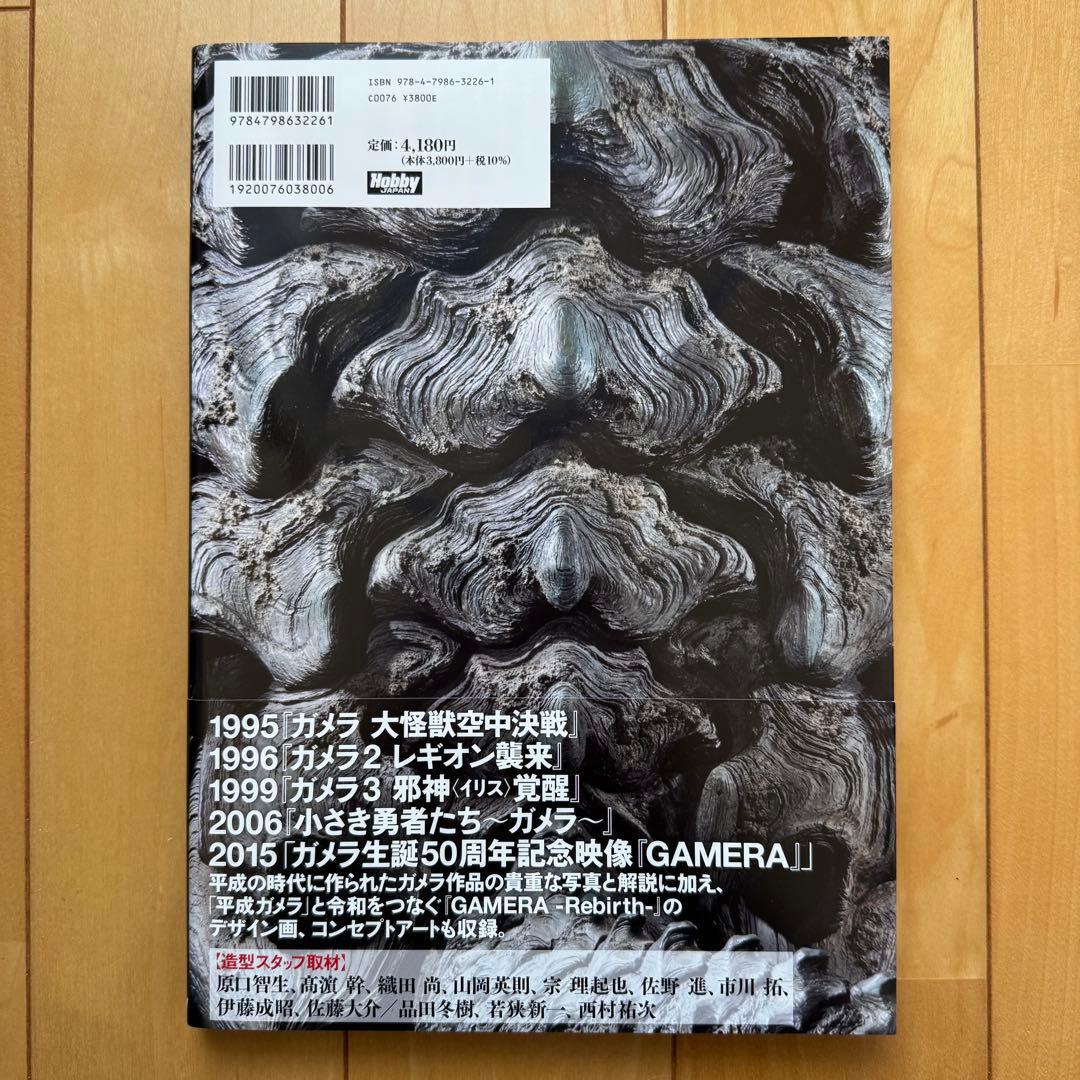 ISBN 978-4-7986-3226-1
C0076 ¥3800E
9784798632261
定価：4,180円
（本体3,800円＋税10%）
1920076038006
Hobby
JAPAN
1995『ガメラ 大怪獣空中決戦』
1996『ガメラ2 レギオン襲来』
1999『ガメラ3 邪神〈イリス〉覚醒』
2006『小さき勇者たち～ガメラ～』
2015「ガメラ生誕50周年記念映像『GAMERA』」
平成の時代に作られたガメラ作品の貴重な写真と解説に加え、
「平成ガメラ」と令和をつなぐ『GAMERA -Rebirth-』の
デザイン画、コンセプトアートも収録。
【造型スタッフ取材】
原口智生、髙濵 幹、織田 尚、山岡英則、宗 理起也、佐野 進、市川 拓、
伊藤成昭、佐藤大介／品田冬樹、若狭新一、西村祐次